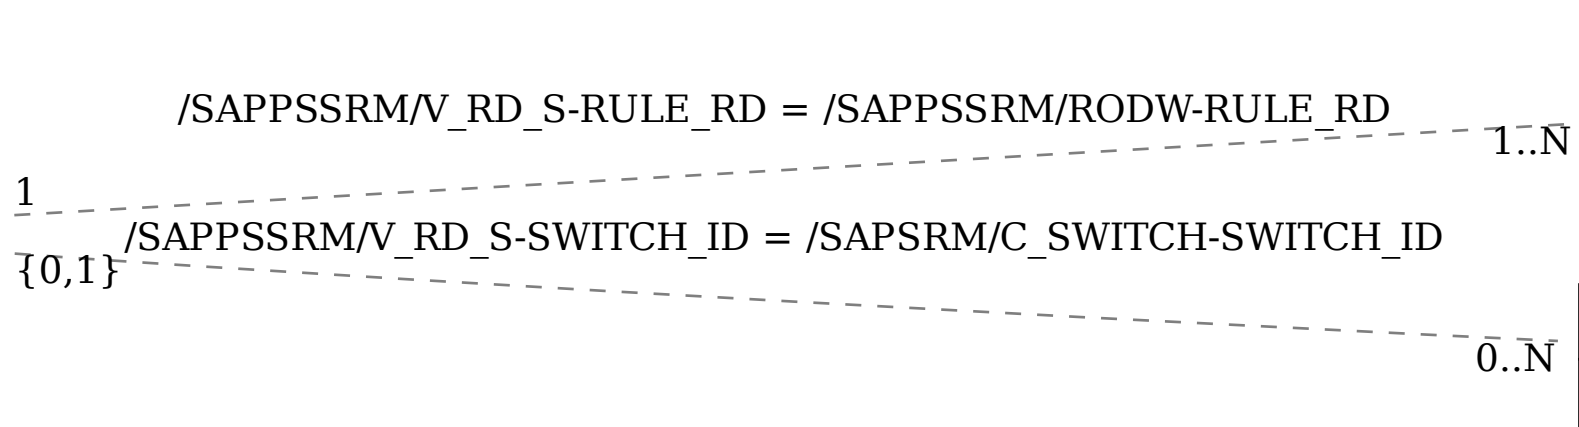 /SAPPSSRM/V_RD_S-RULE_RD = /SAPPSSRM/RODW-RULE_RD
1..N
1
/SAPPSSRM/V_RD_S-SWITCH_ID = /SAPSRM/C_SWITCH-SWITCH_ID
{0,1}
0..N